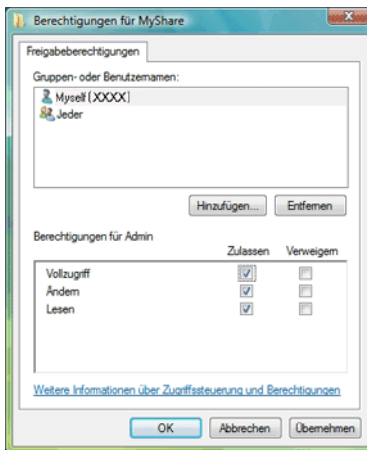 Berechtigungen für MyShare
Freigabeberechtigungen
Gruppen- oder Benutzernamen:
Myself (XXXX)
Jeder
Hinzufügen... Entfernen
Berechtigungen für Admin
Zulassen Verweigern
Vollzugriff
Ändern
Lesen
Weitere Informationen über Zugriffssteuerung und Berechtigungen
OK Abbrechen Übernehmen